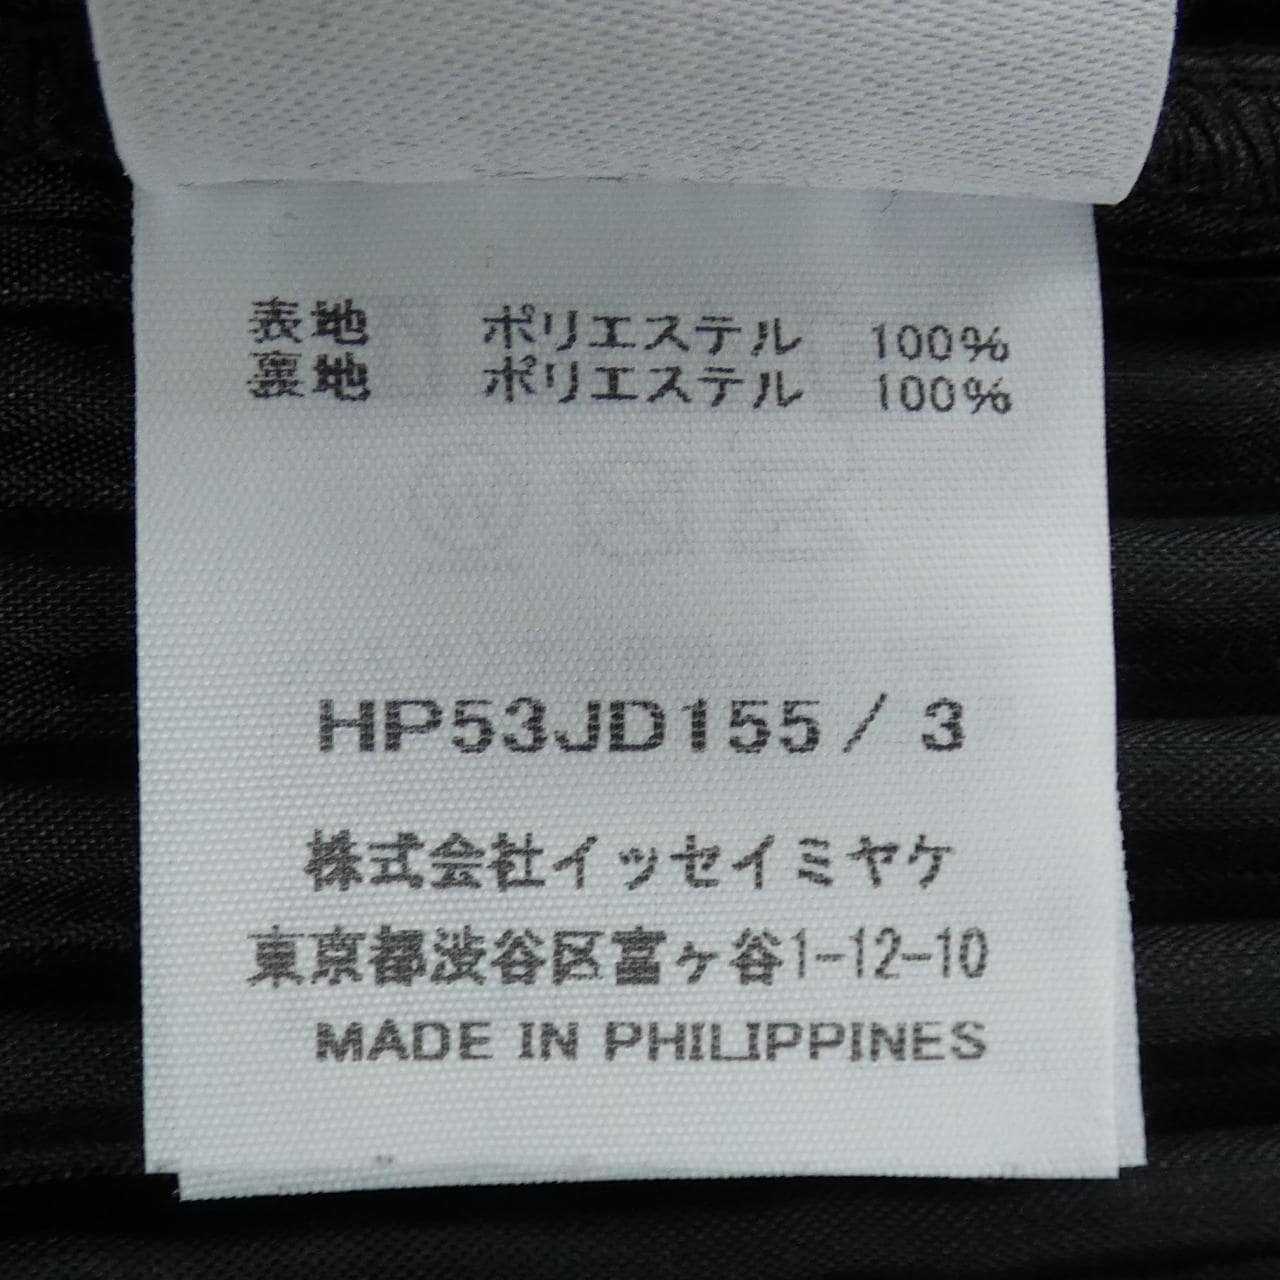 表地 ポリエステル 100%
裏地 ポリエステル 100%
HP53JD155 / 3
株式会社イッセイミヤケ
東京都渋谷区富ヶ谷1-12-10
MADE IN PHILIPPINES